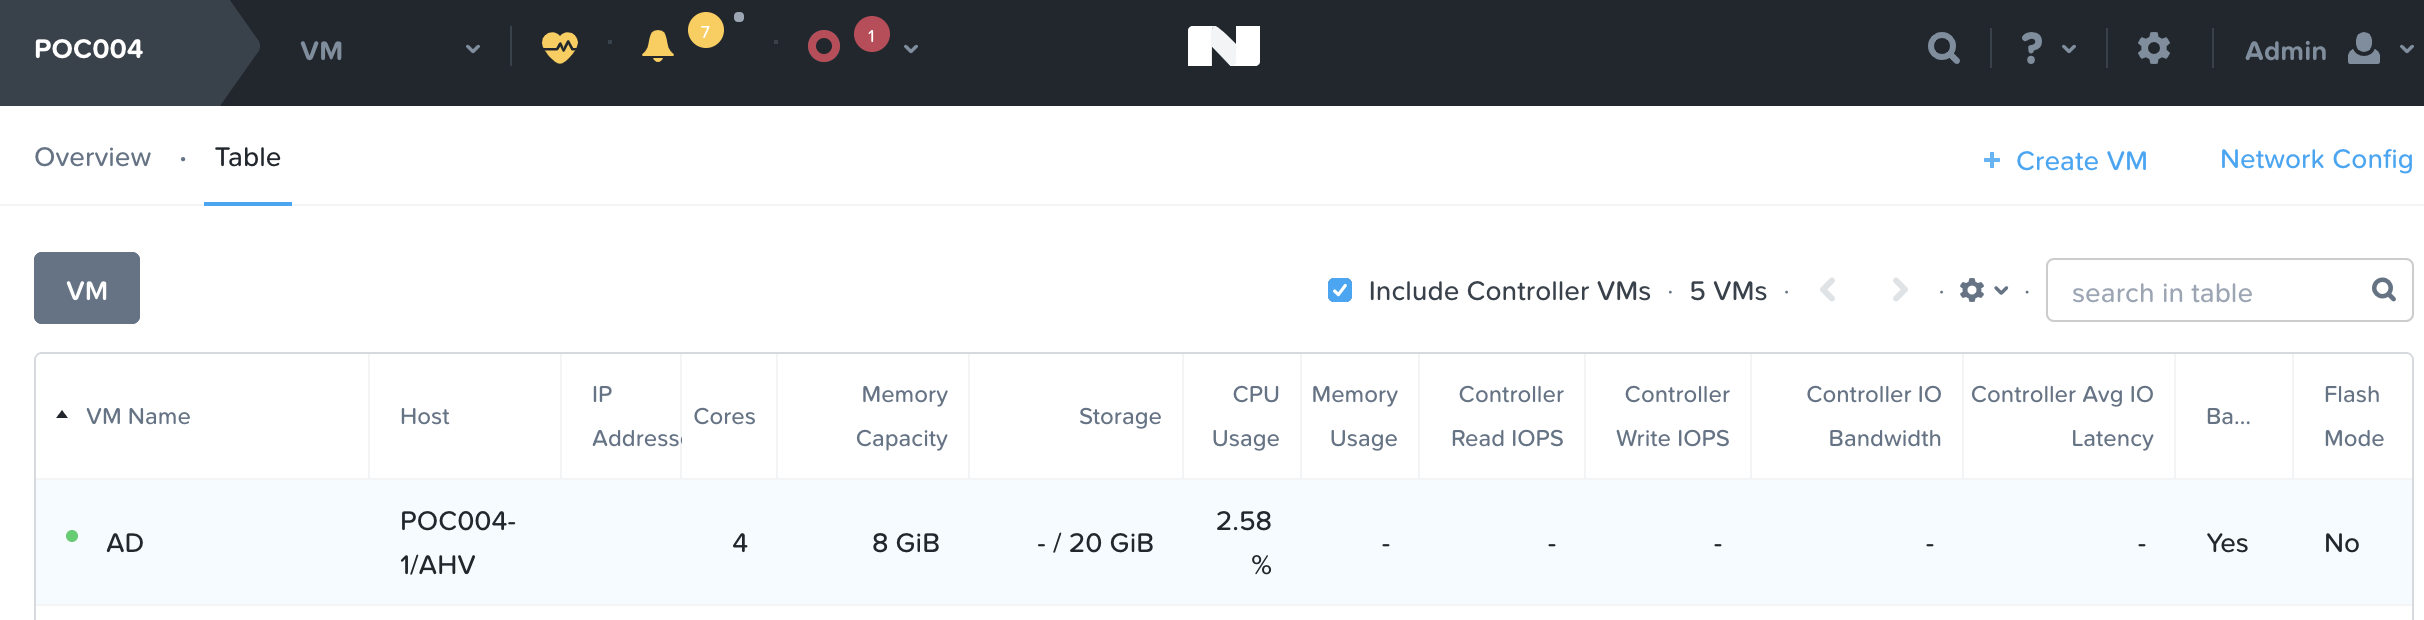 POC004
VM
7
1
?
Admin
Overview · Table
+ Create VM
Network Config
VM
Include Controller VMs · 5 VMs ·
search in table
VM Name
Host
IP
Address
Cores
Memory
Capacity
Storage
CPU
Usage
Memory
Usage
Controller
Read IOPS
Controller
Write IOPS
Controller IO
Bandwidth
Controller Avg IO
Latency
Ba...
Flash
Mode
AD
POC004-
1/AHV
4
8 GiB
- / 20 GiB
2.58
%
-
-
-
-
-
Yes
No